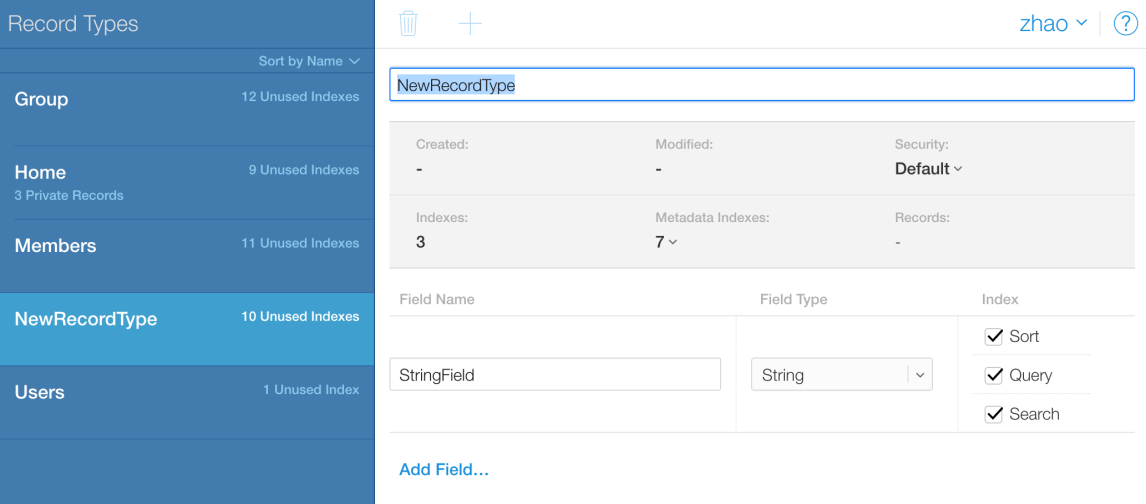 Record Types
Sort by Name
Group 12 Unused Indexes
Home 9 Unused Indexes
3 Private Records
Members 11 Unused Indexes
NewRecordType 10 Unused Indexes
Users 1 Unused Index
zhao ?
NewRecordType
Created: Modified: Security:
- - Default
Indexes: Metadata Indexes: Records:
3 7 -
Field Name Field Type Index
StringField String
Sort
Query
Search
Add Field...